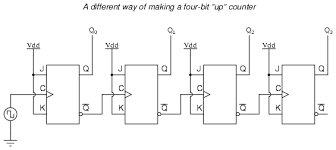 A different way of making a four-bit "up" counter
Q0 Q1 Q2 Q3
Vdd Vdd Vdd Vdd
J Q J Q J Q J Q
C C C C
K Q̅ K Q̅ K Q̅ K Q̅